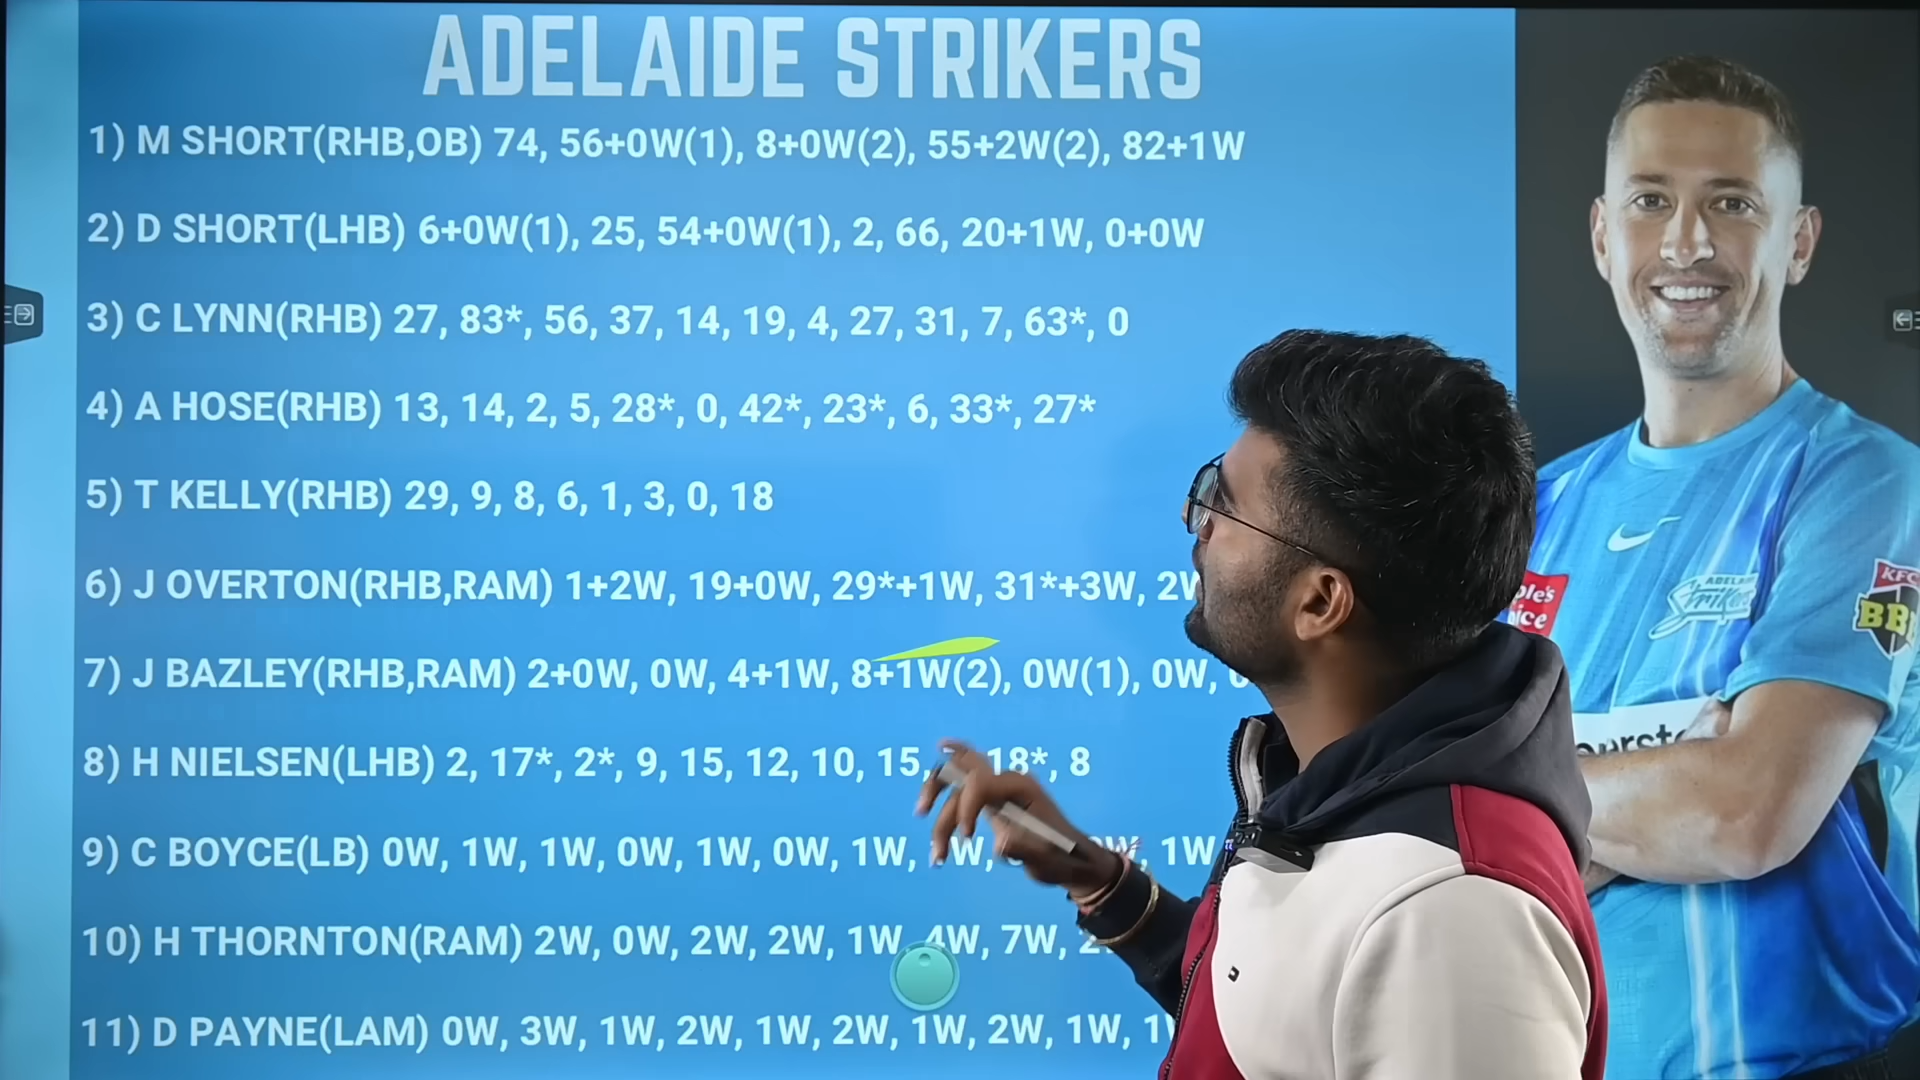 ADELAIDE STRIKERS
1) M SHORT(RHB,OB) 74, 56+0W(1), 8+0W(2), 55+2W(2), 82+1W
2) D SHORT(LHB) 6+0W(1), 25, 54+0W(1), 2, 66, 20+1W, 0+0W
3) C LYNN(RHB) 27, 83*, 56, 37, 14, 19, 4, 27, 31, 7, 63*, 0
4) A HOSE(RHB) 13, 14, 2, 5, 28*, 0, 42*, 23*, 6, 33*, 27*
5) T KELLY(RHB) 29, 9, 8, 6, 1, 3, 0, 18
6) J OVERTON(RHB,RAM) 1+2W, 19+0W, 29*+1W, 31*+3W,
7) J BAZLEY(RHB,RAM) 2+0W, 0W, 4+1W, 8+1W(2), 0W(1), 0W,
8) H NIELSEN(LHB) 2, 17*, 2*, 9, 15, 12, 10, 15, 18*, 8
9) C BOYCE(LB) 0W, 1W, 1W, 0W, 1W, 0W, 1W, 1W
10) H THORNTON(RAM) 2W, 0W, 2W, 2W, 1W, 4W, 7W,
11) D PAYNE(LAM) 0W, 3W, 1W, 2W, 1W, 2W, 1W, 2W, 1W,
ADELAIDE
Strikers
KFC